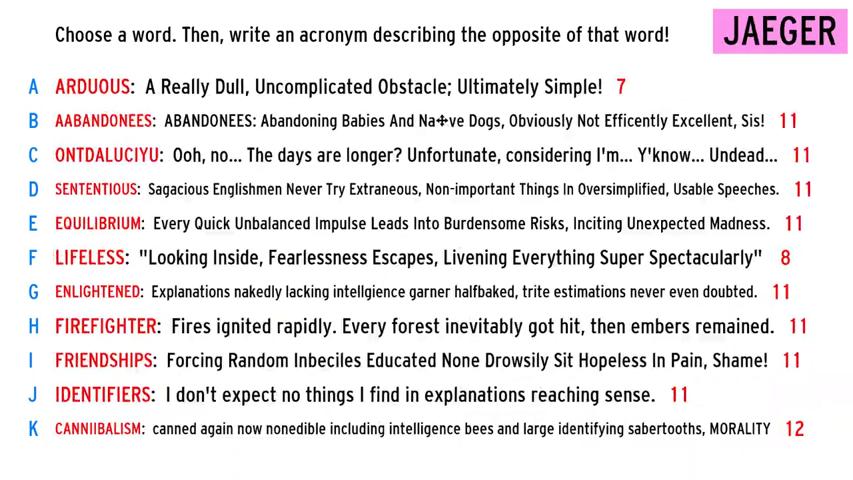 Choose a word. Then, write an acronym describing the opposite of that word!
JAEGER
A ARDUOUS: A Really Dull, Uncomplicated Obstacle; Ultimately Simple! 7
B AABANDONEES: ABANDONEES: Abandoning Babies And Na✣ve Dogs, Obviously Not Efficently Excellent, Sis! 11
C ONTDALUCIYU: Ooh, no... The days are longer? Unfortunate, considering I'm... Y'know... Undead... 11
D SENTENTIOUS: Sagacious Englishmen Never Try Extraneous, Non-important Things In Oversimplified, Usable Speeches. 11
E EQUILIBRIUM: Every Quick Unbalanced Impulse Leads Into Burdensome Risks, Inciting Unexpected Madness. 11
F LIFELESS: "Looking Inside, Fearlessness Escapes, Livening Everything Super Spectacularly" 8
G ENLIGHTENED: Explanations nakedly lacking intellgience garner halfbaked, trite estimations never even doubted. 11
H FIREFIGHTER: Fires ignited rapidly. Every forest inevitably got hit, then embers remained. 11
I FRIENDSHIPS: Forcing Random Inbeciles Educated None Drowsily Sit Hopeless In Pain, Shame! 11
J IDENTIFIERS: I don't expect no things I find in explanations reaching sense. 11
K CANNIIBALISM: canned again now nonedible including intelligence bees and large identifying sabertooths, MORALITY 12